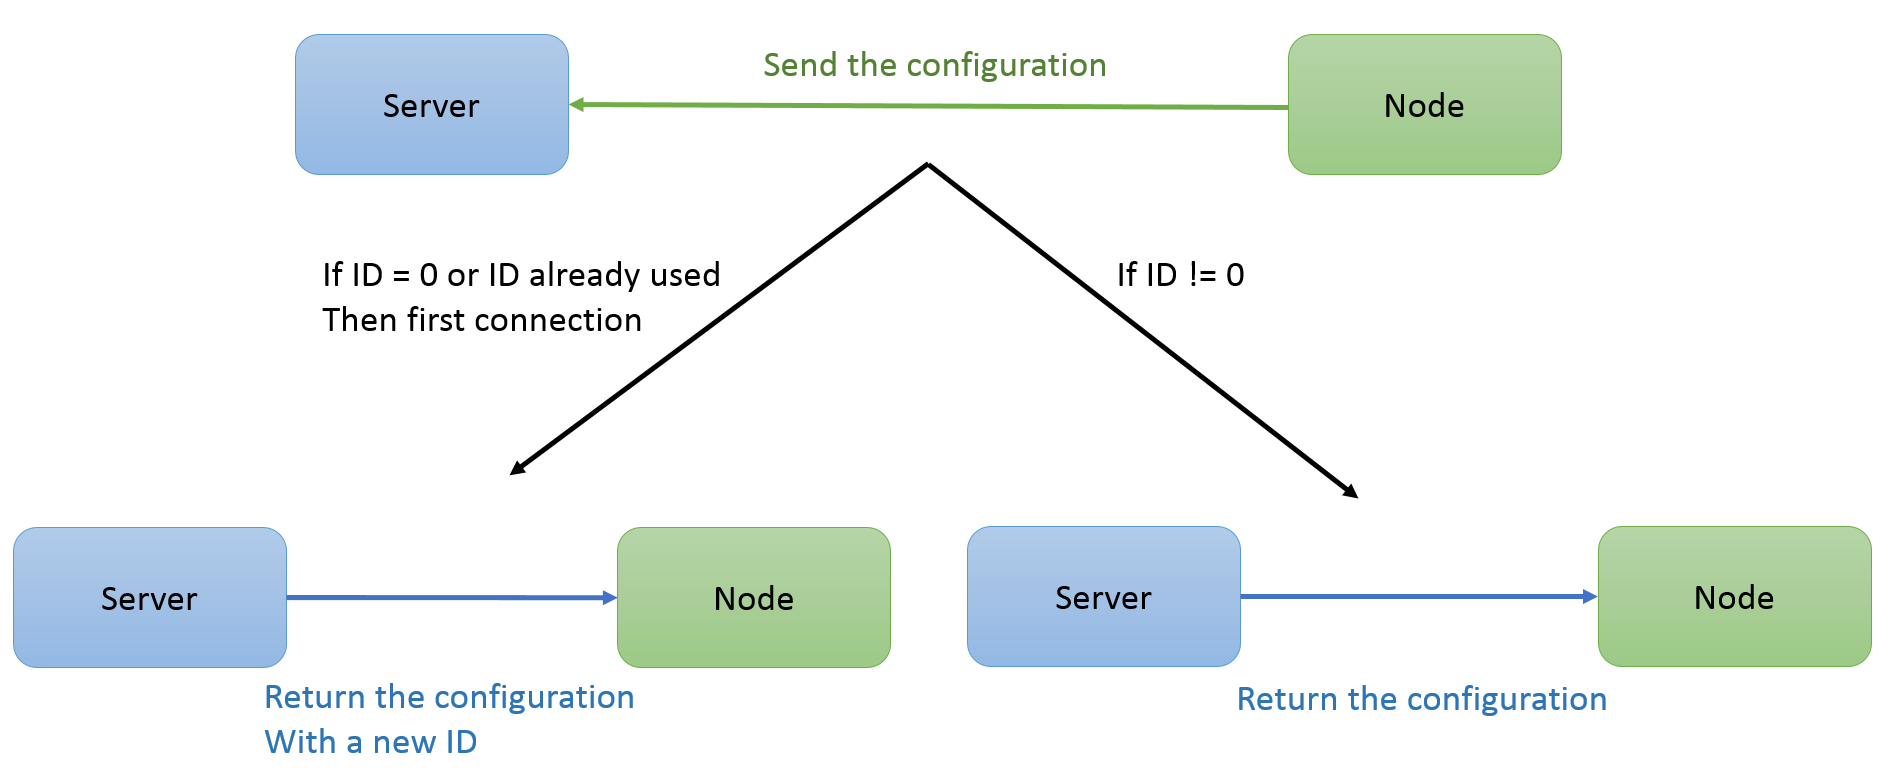 Send the configuration
Server
Node
If ID = 0 or ID already used
Then first connection
If ID != 0
Server
Node
Server
Node
Return the configuration
With a new ID
Return the configuration